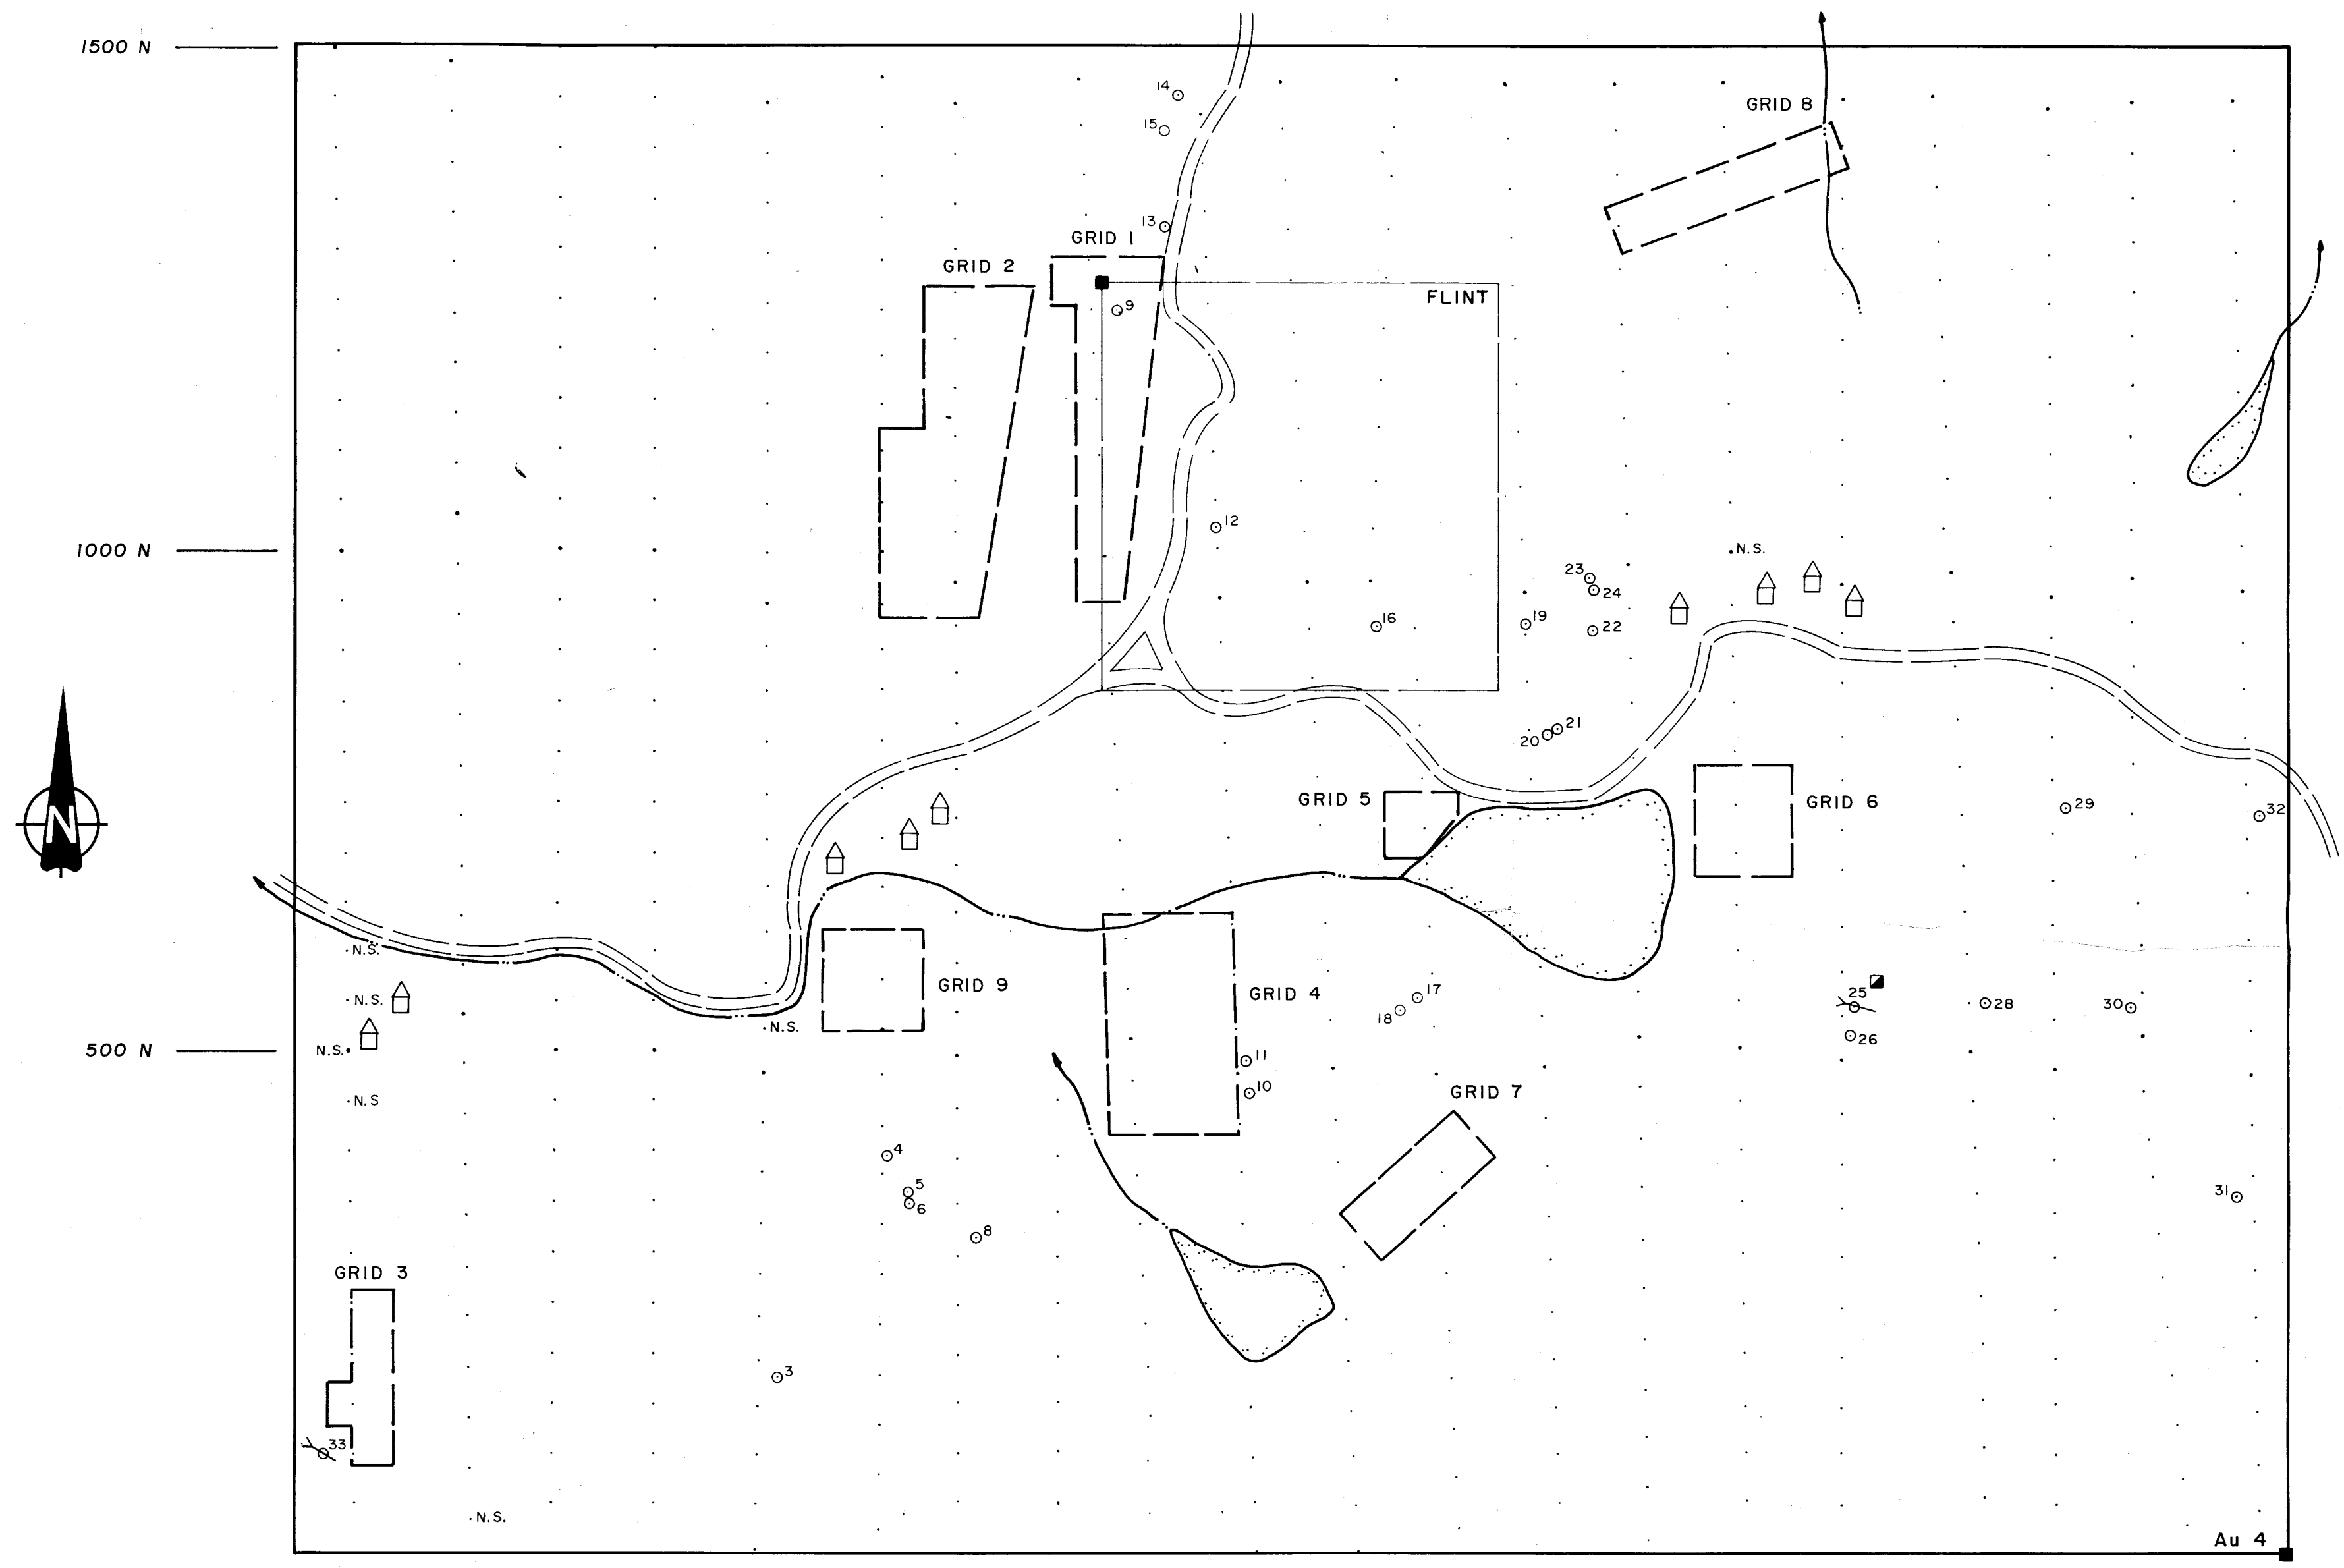 1500 N
14
GRID 8
15
13
GRID 1
GRID 2
FLINT
9
12
1000 N
N.S.
23
24
19
16
22
21
20
GRID 5
GRID 6
29
32
N
N.S.
GRID 9
GRID 4
17
25
N.S.
28
30
18
N.S.
26
500 N
N.S.
11
10
GRID 7
N.S
4
5
6
31
8
GRID 3
3
33
N.S.
Au 4